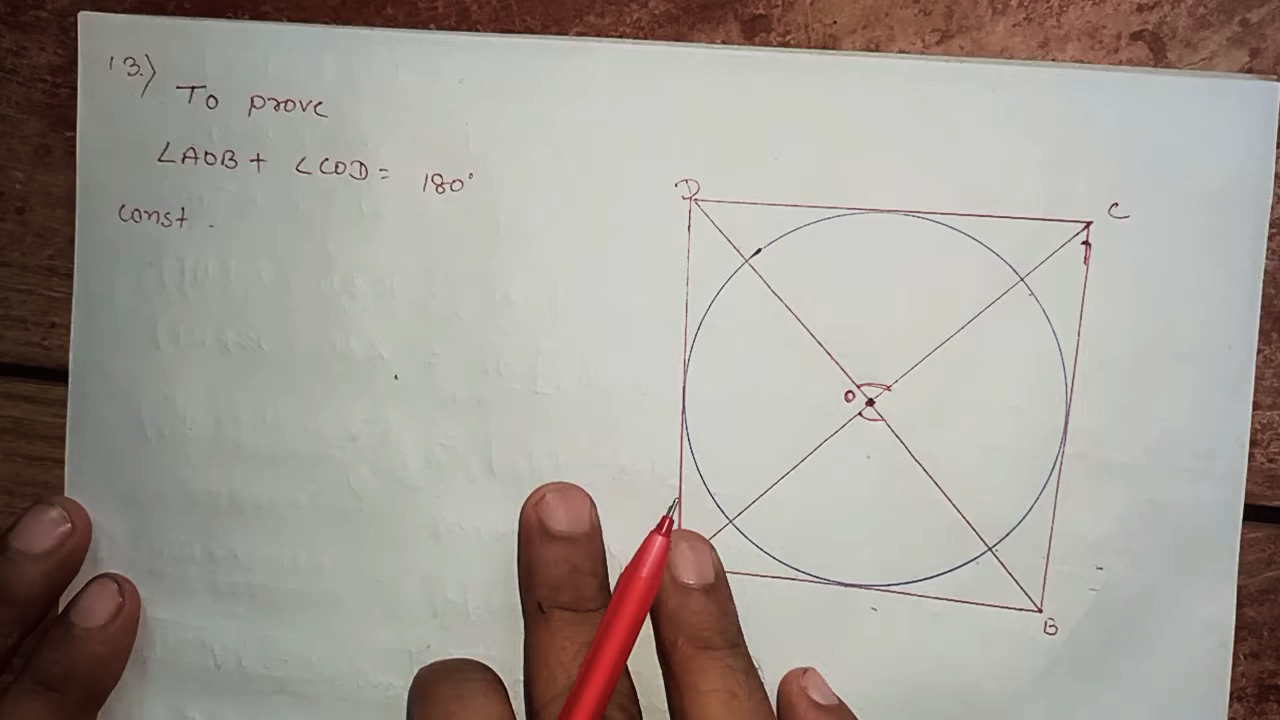 13.)
To prove
∠AOB + ∠COD = 180°
const.
D
C
O
B